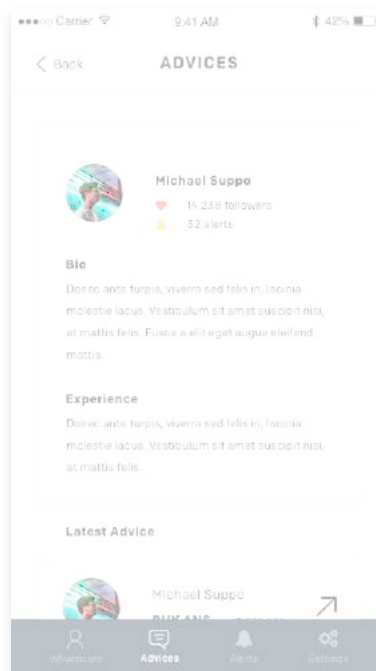 Carrier 9:41 AM 42%
Back ADVICES
Michael Suppo
14,238 followers
32 alerts
Bio
Donec ante turpis, viverra sed felis in, lacinia
molestie lacus. Vestibulum sit amet suscipit nisi,
at mattis felis. Fusce a elit eget augue eleifend
mattis.
Experience
Donec ante turpis, viverra sed felis in, lacinia
molestie lacus. Vestibulum sit amet suscipit nisi,
at mattis felis.
Latest Advice
Michael Suppo
Influencers Advices Alerts Settings